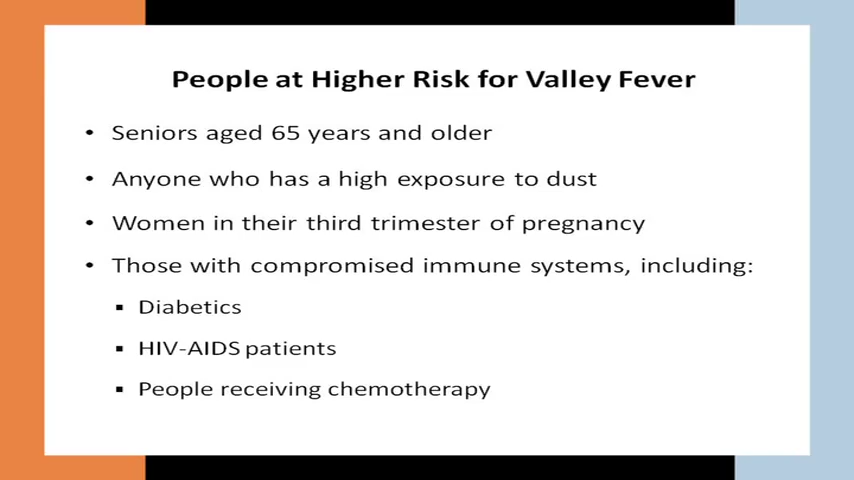 People at Higher Risk for Valley Fever
• Seniors aged 65 years and older
• Anyone who has a high exposure to dust
• Women in their third trimester of pregnancy
• Those with compromised immune systems, including:
▪ Diabetics
▪ HIV-AIDS patients
▪ People receiving chemotherapy